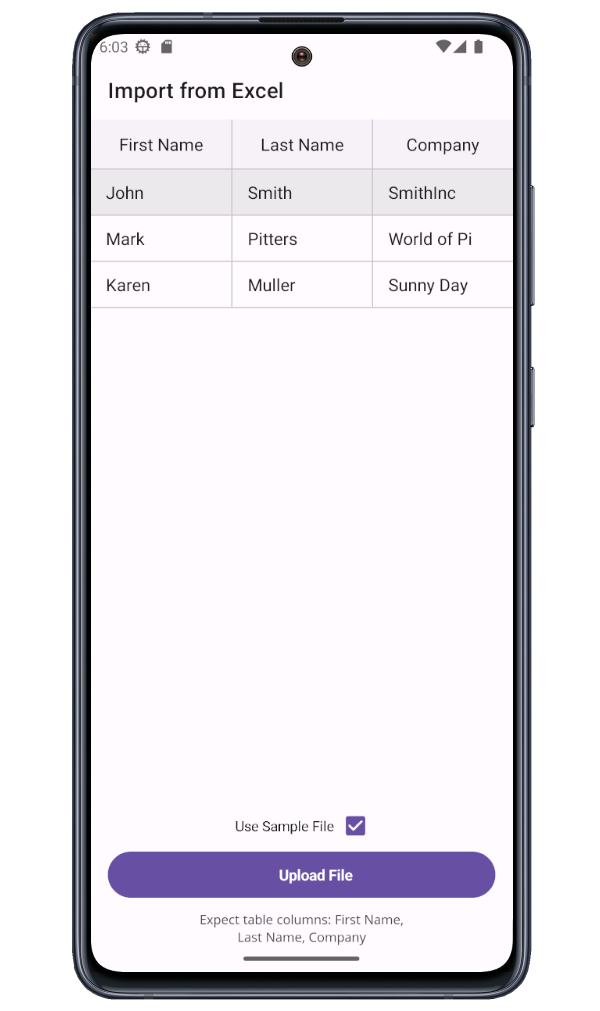 6:03
Import from Excel
First Name Last Name Company
John Smith SmithInc
Mark Pitters World of Pi
Karen Muller Sunny Day
Use Sample File
Upload File
Expect table columns: First Name,
Last Name, Company